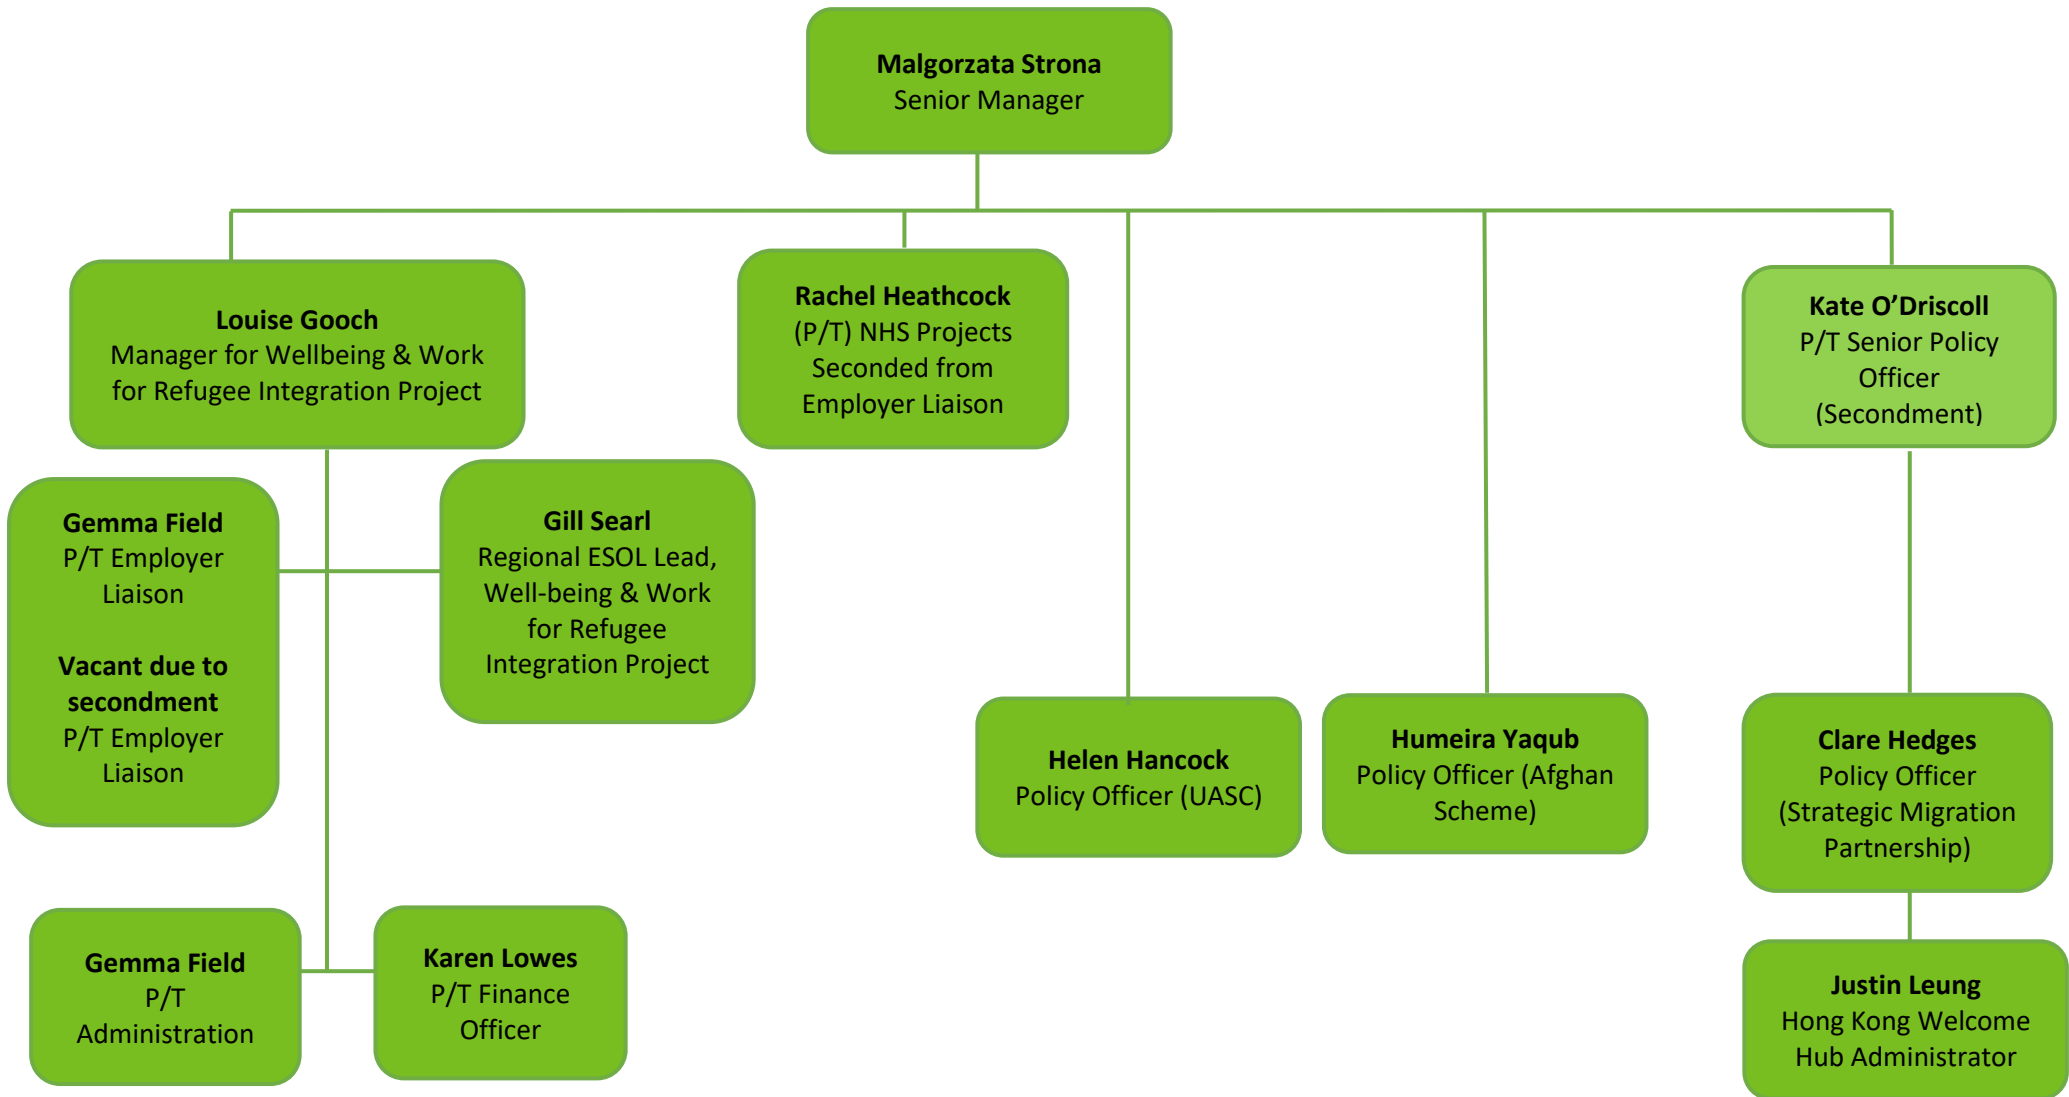 Malgorzata Strona
Senior Manager
Louise Gooch
Manager for Wellbeing & Work
for Refugee Integration Project
Rachel Heathcock
(P/T) NHS Projects
Seconded from
Employer Liaison
Kate O’Driscoll
P/T Senior Policy
Officer
(Secondment)
Gemma Field
P/T Employer
Liaison
Vacant due to
secondment
P/T Employer
Liaison
Gill Searl
Regional ESOL Lead,
Well-being & Work
for Refugee
Integration Project
Helen Hancock
Policy Officer (UASC)
Humeira Yaqub
Policy Officer (Afghan
Scheme)
Clare Hedges
Policy Officer
(Strategic Migration
Partnership)
Gemma Field
P/T
Administration
Karen Lowes
P/T Finance
Officer
Justin Leung
Hong Kong Welcome
Hub Administrator